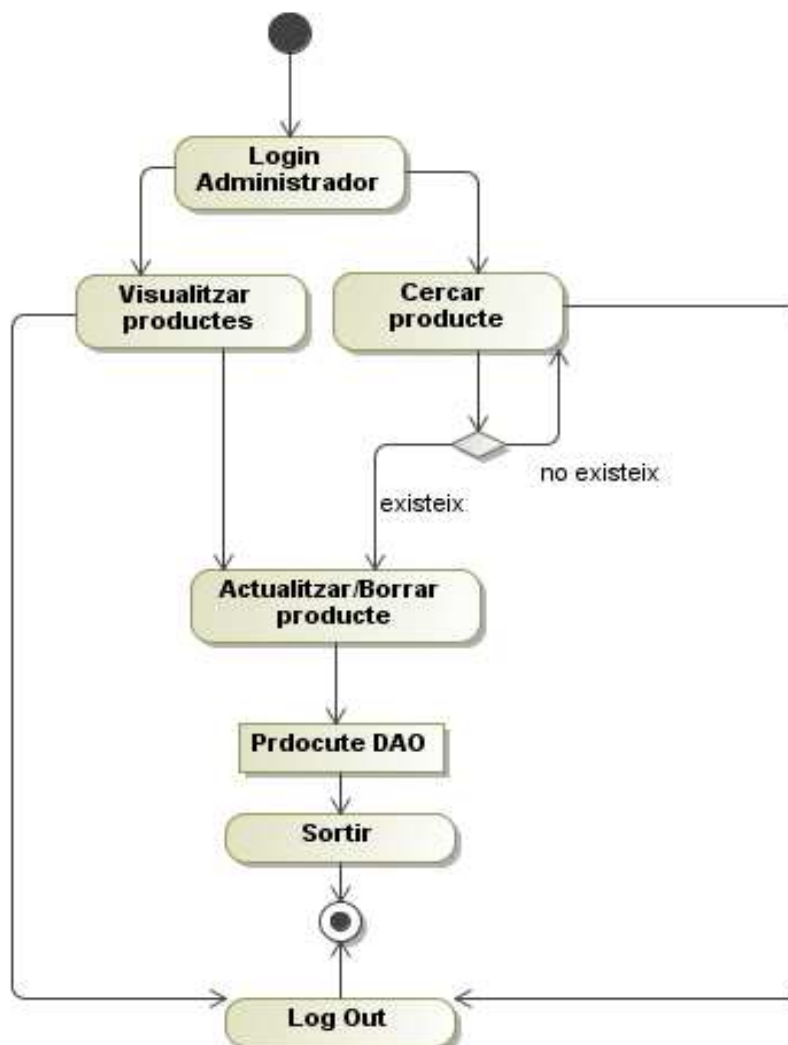 Login
Administrador
Visualitzar
productes
Cercar
producte
no existeix
existeix
Actualitzar/Borrar
producte
Prdocute DAO
Sortir
Log Out